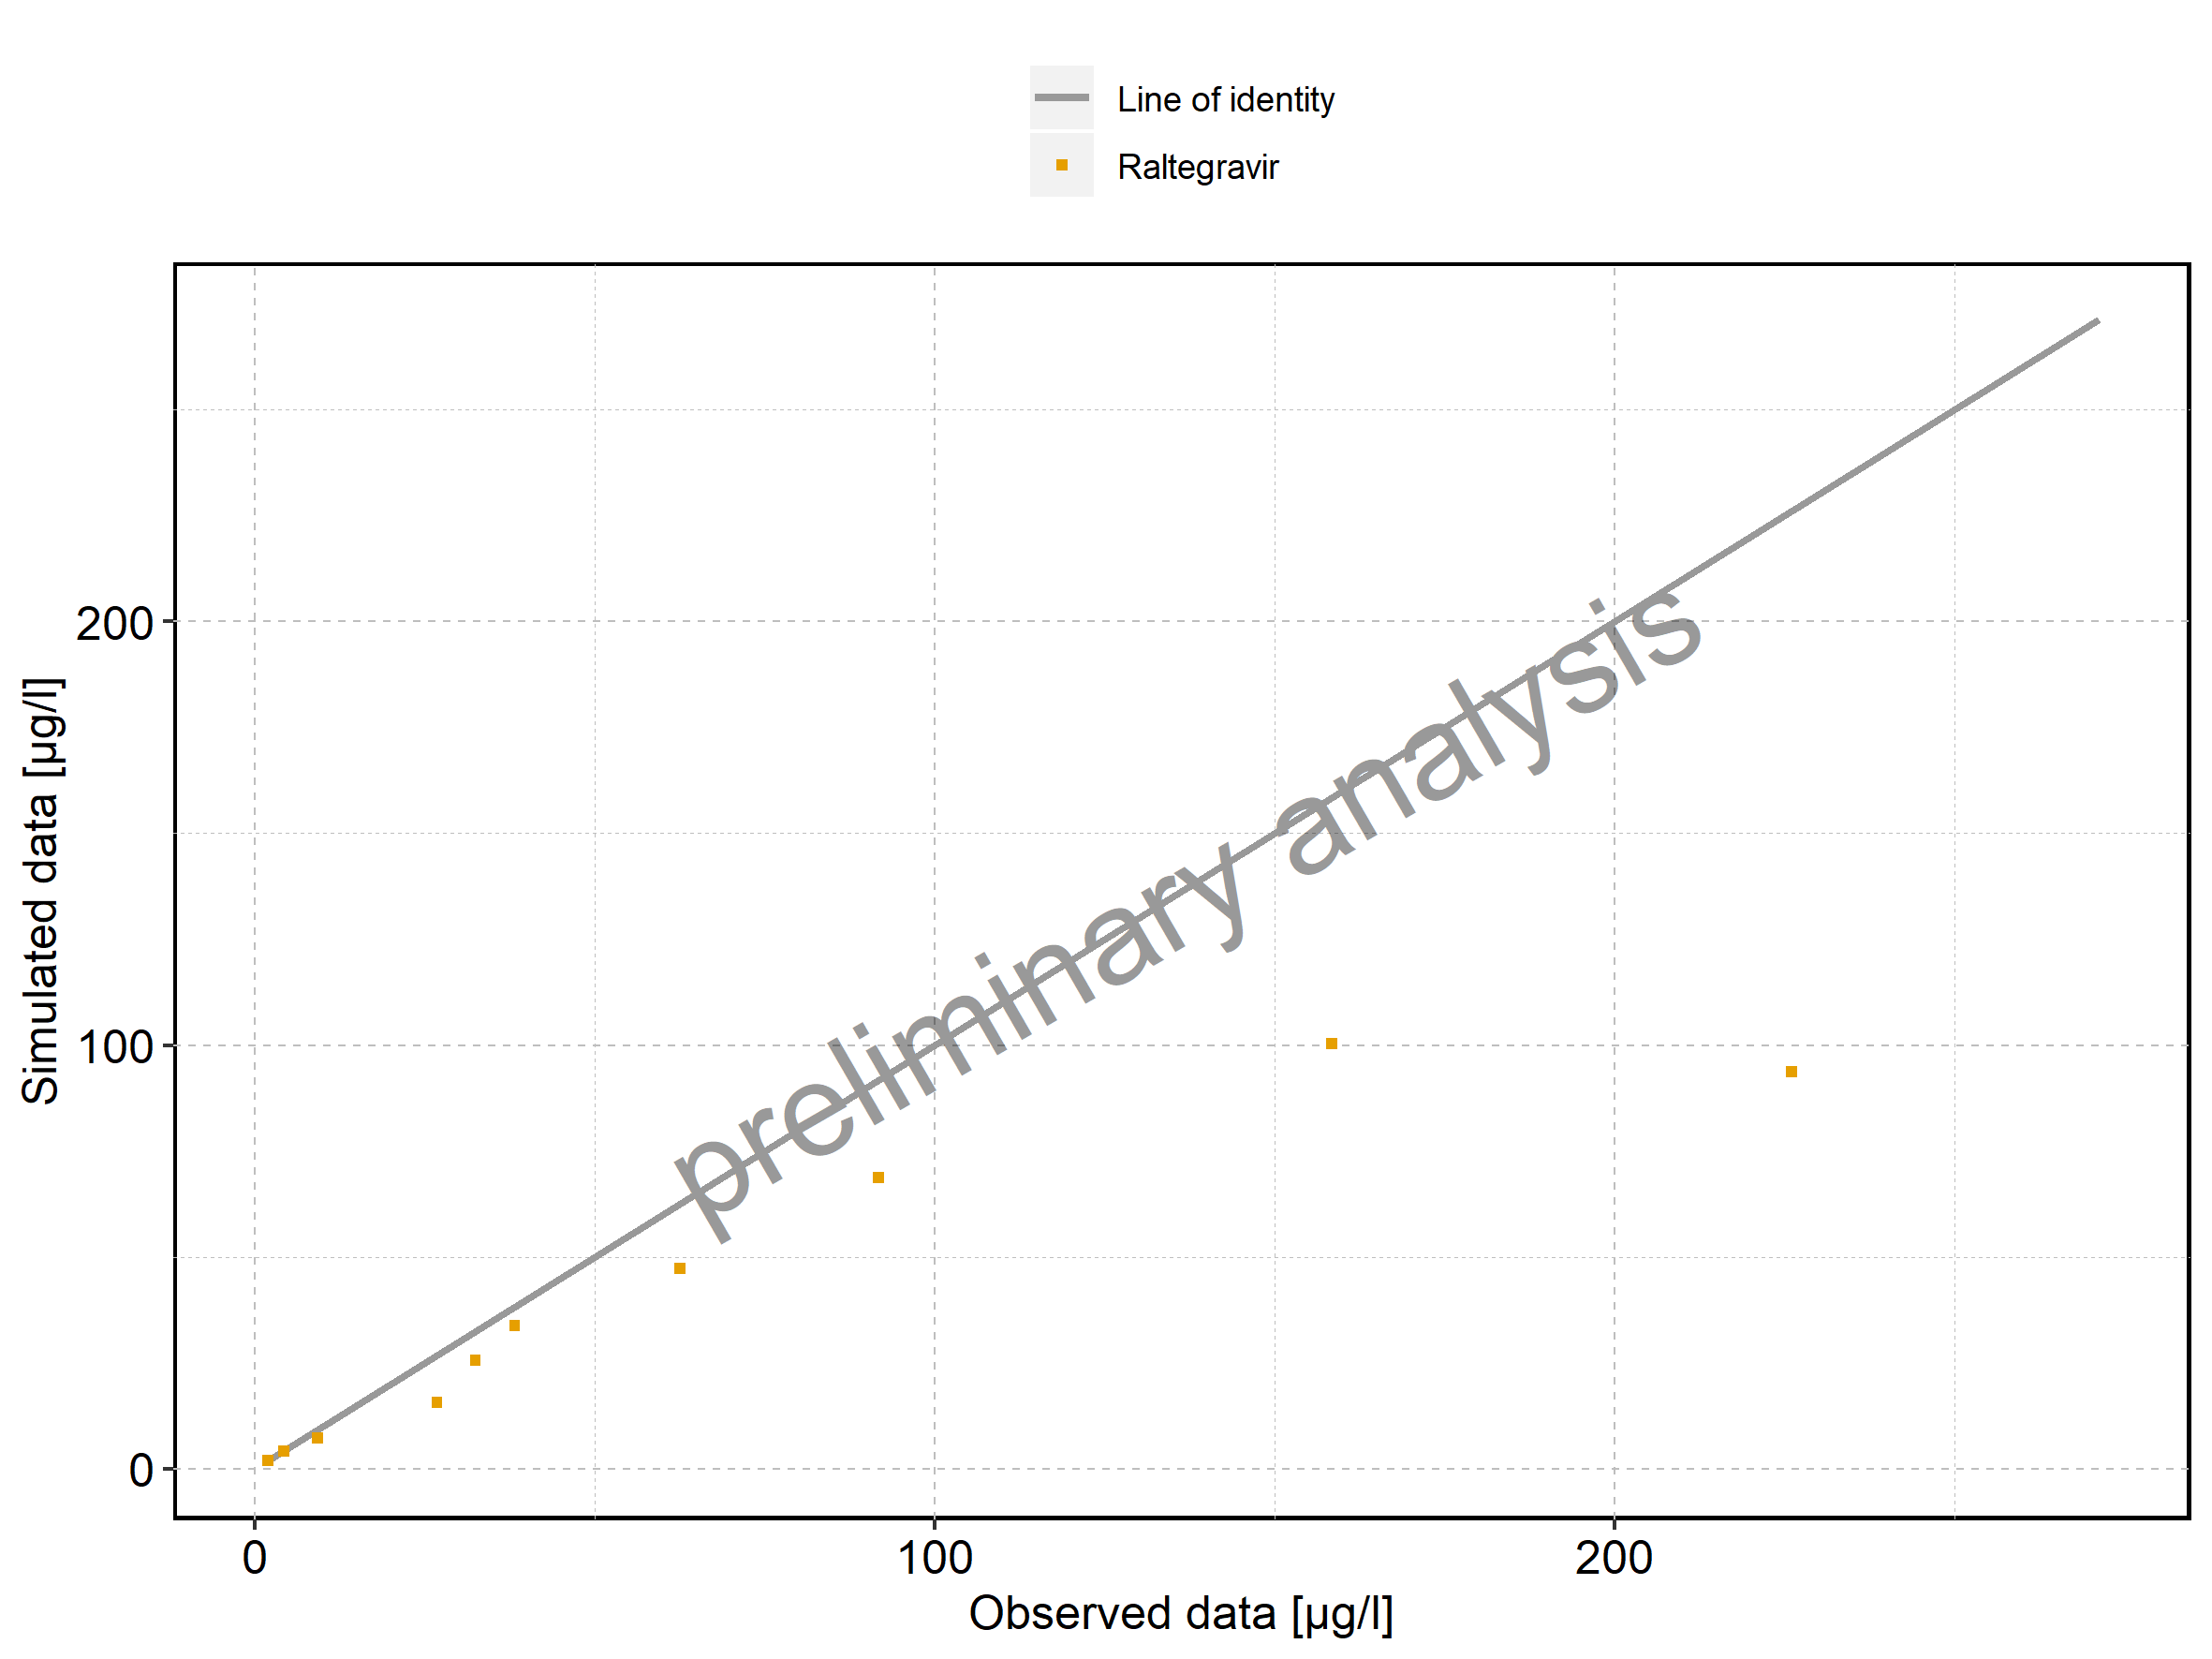 Line of identity
Raltegravir
200
100
0
Simulated data [µg/l]
preliminary analysis
0 100 200
Observed data [µg/l]